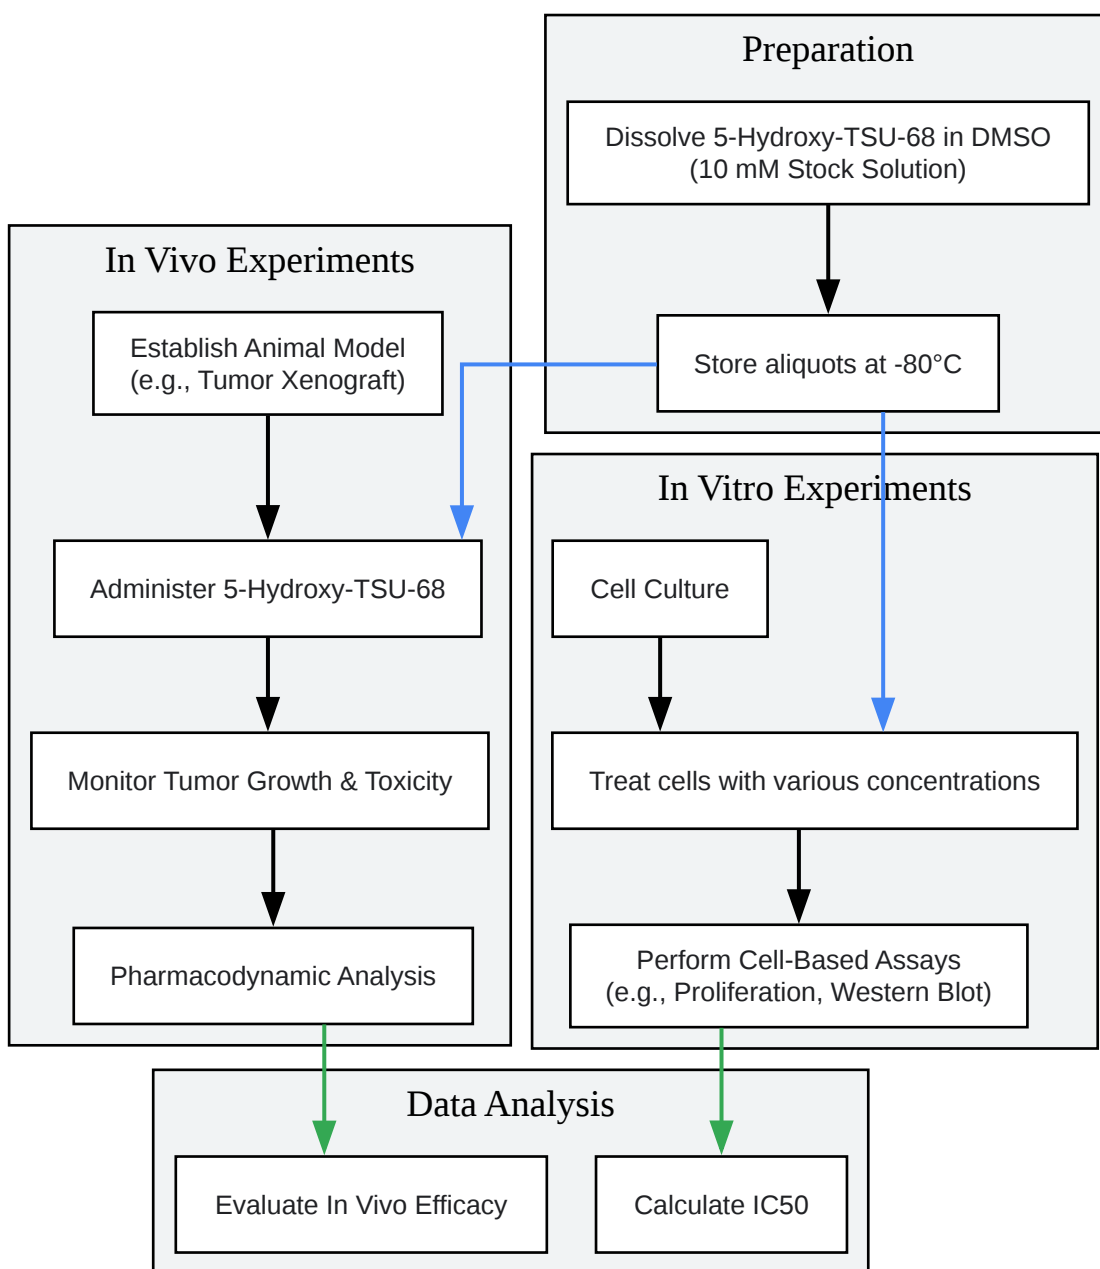 Preparation
Dissolve 5-Hydroxy-TSU-68 in DMSO
(10 mM Stock Solution)
Store aliquots at -80°C
In Vivo Experiments
Establish Animal Model
(e.g., Tumor Xenograft)
Administer 5-Hydroxy-TSU-68
Monitor Tumor Growth & Toxicity
Pharmacodynamic Analysis
In Vitro Experiments
Cell Culture
Treat cells with various concentrations
Perform Cell-Based Assays
(e.g., Proliferation, Western Blot)
Data Analysis
Evaluate In Vivo Efficacy
Calculate IC50